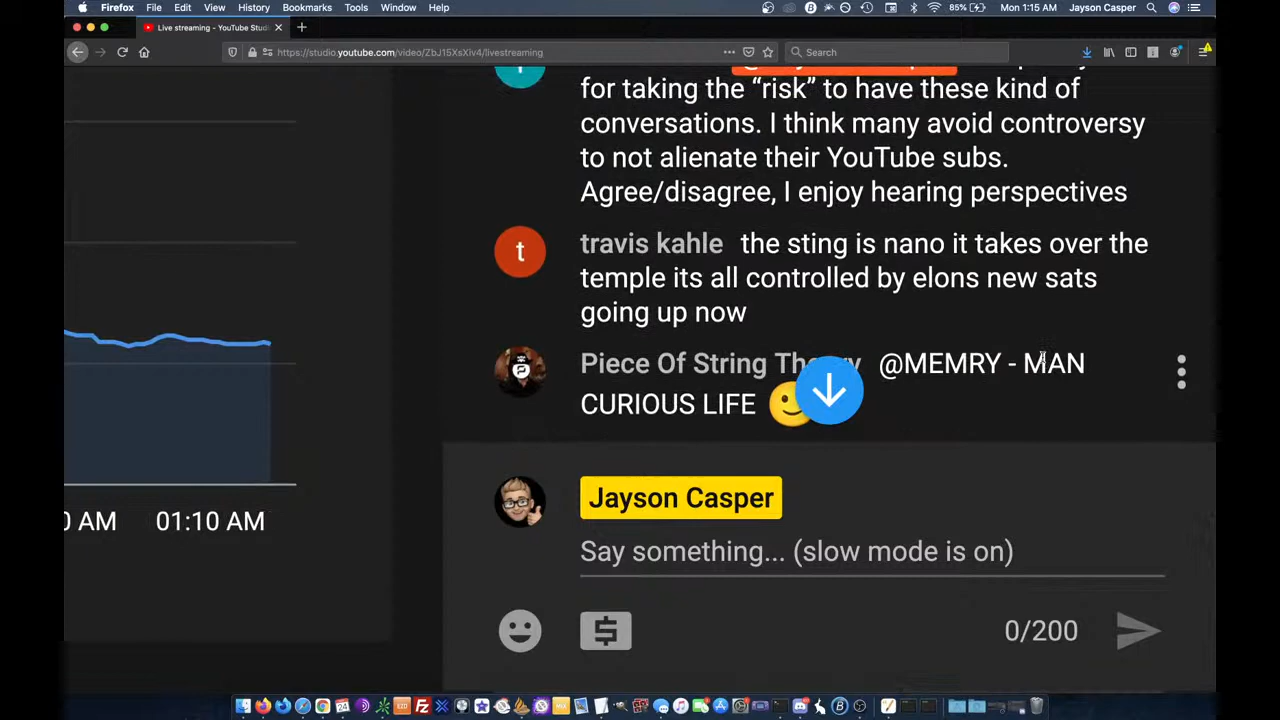 Firefox File Edit View History Bookmarks Tools Window Help 85% Mon 1:15 AM Jayson Casper
Live streaming - YouTube Stud
https://studio.youtube.com/video/ZbJ15XsXiv4/livestreaming Search
for taking the “risk” to have these kind of
conversations. I think many avoid controversy
to not alienate their YouTube subs.
Agree/disagree, I enjoy hearing perspectives
t travis kahle the sting is nano it takes over the
temple its all controlled by elons new sats
going up now
Piece Of String Theory @MEMRY - MAN
CURIOUS LIFE
Jayson Casper
Say something... (slow mode is on)
0 AM 01:10 AM
0/200